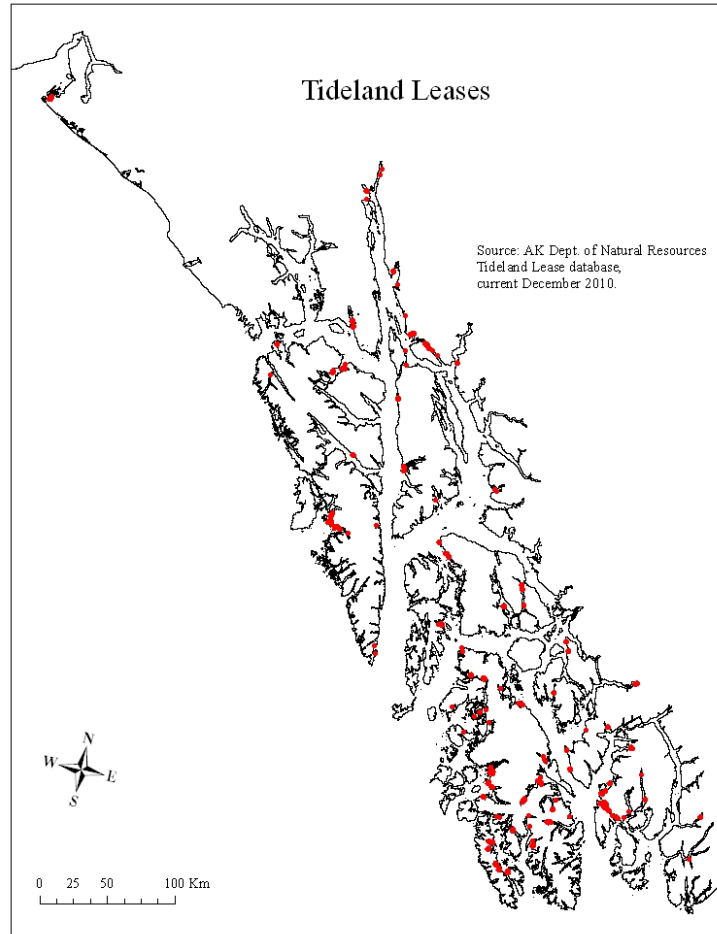 Tideland Leases
Source: AK Dept. of Natural Resources
Tideland Lease database,
current December 2010.
N
W
E
S
0 25 50 100 Km